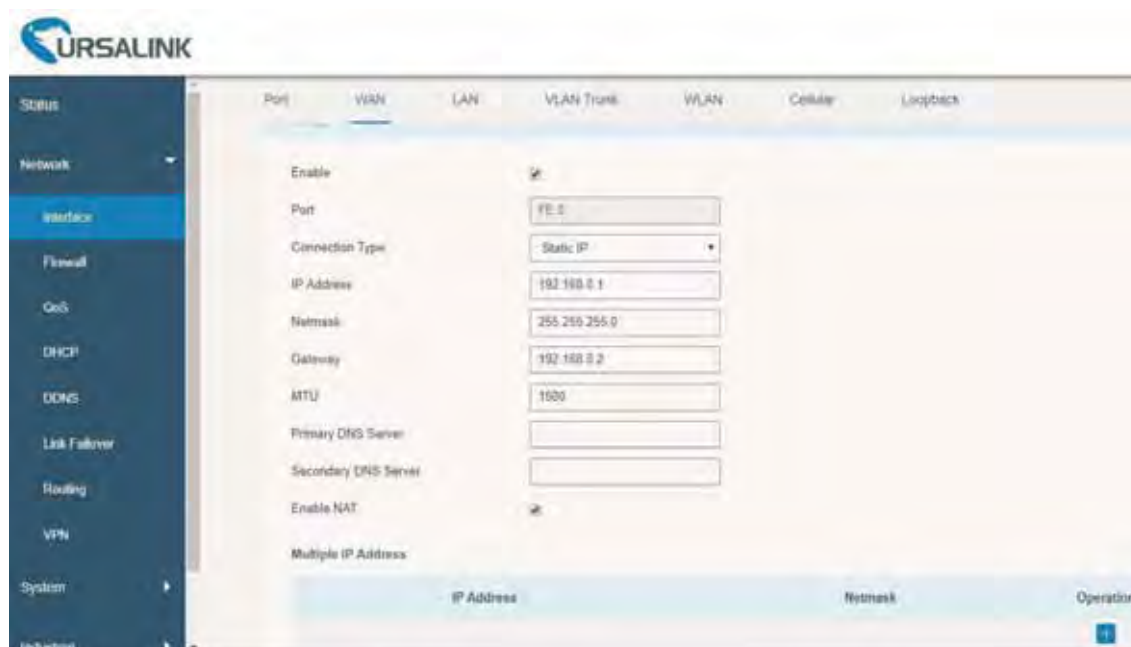 URSALINK
Status
Port WAN LAN VLAN Trunk WLAN Cellular Loopback
Network
Enable
Interface
Port FE 0
Connection Type Static IP
Firewall
IP Address 192.168.0.1
QoS
Netmask 255.255.255.0
DHCP
Gateway 192.168.0.2
DDNS
MTU 1500
Link Failover
Primary DNS Server
Secondary DNS Server
Routing
Enable NAT
VPN
Multiple IP Address
System
IP Address Netmask Operation